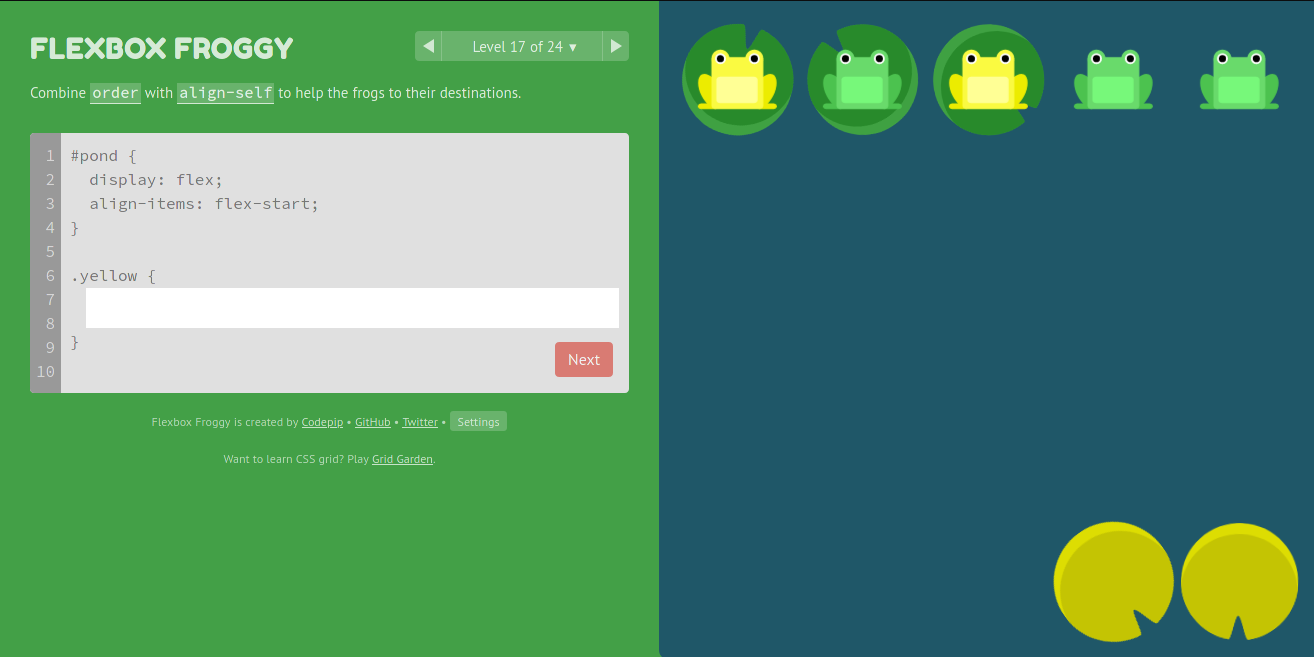 FLEXBOX FROGGY
◀ Level 17 of 24 ▾ ▶
Combine order with align-self to help the frogs to their destinations.
1 #pond {
2 display: flex;
3 align-items: flex-start;
4 }
5
6 .yellow {
7
8
9 }
10
Next
Flexbox Froggy is created by Codepip • GitHub • Twitter • Settings
Want to learn CSS grid? Play Grid Garden.